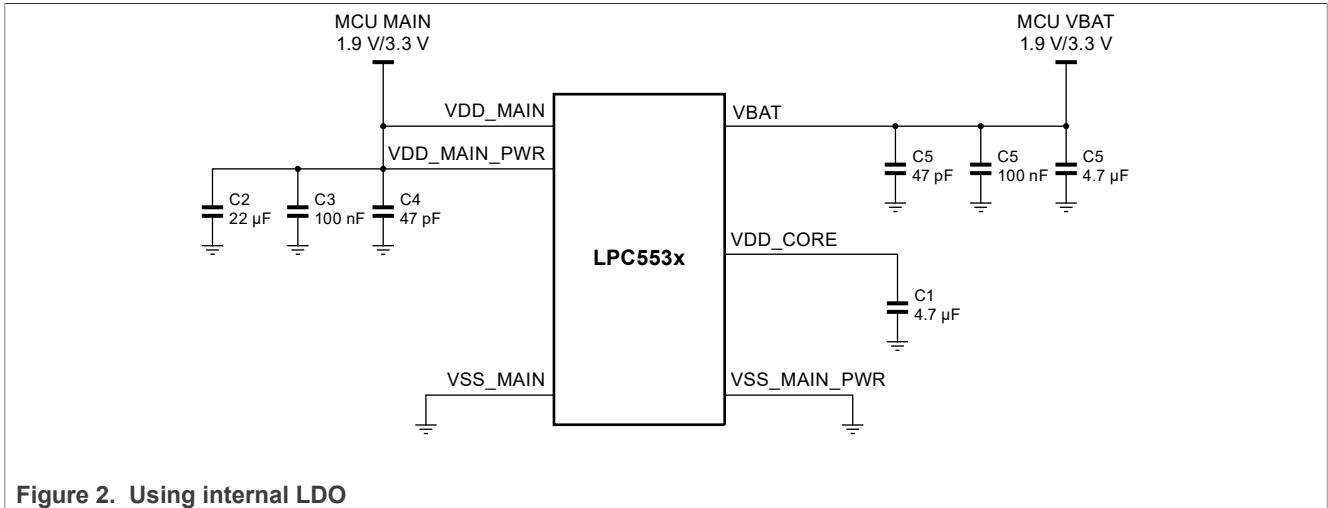 MCU MAIN
1.9 V/3.3 V
MCU VBAT
1.9 V/3.3 V
VDD_MAIN
VBAT
VDD_MAIN_PWR
C2
22 µF
C3
100 nF
C4
47 pF
C5
47 pF
C5
100 nF
C5
4.7 µF
VDD_CORE
LPC553x
C1
4.7 µF
VSS_MAIN
VSS_MAIN_PWR
Figure 2. Using internal LDO